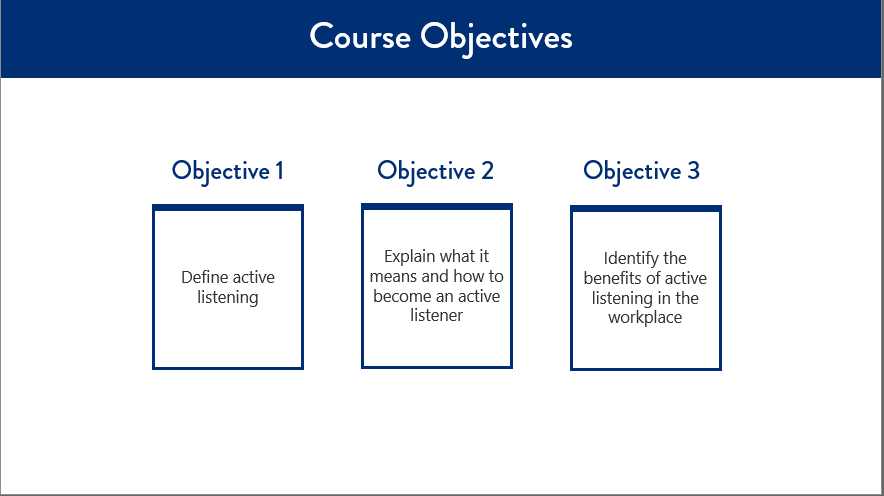 Course Objectives
Objective 1
Define active
listening
Objective 2
Explain what it
means and how to
become an active
listener
Objective 3
Identify the
benefits of active
listening in the
workplace